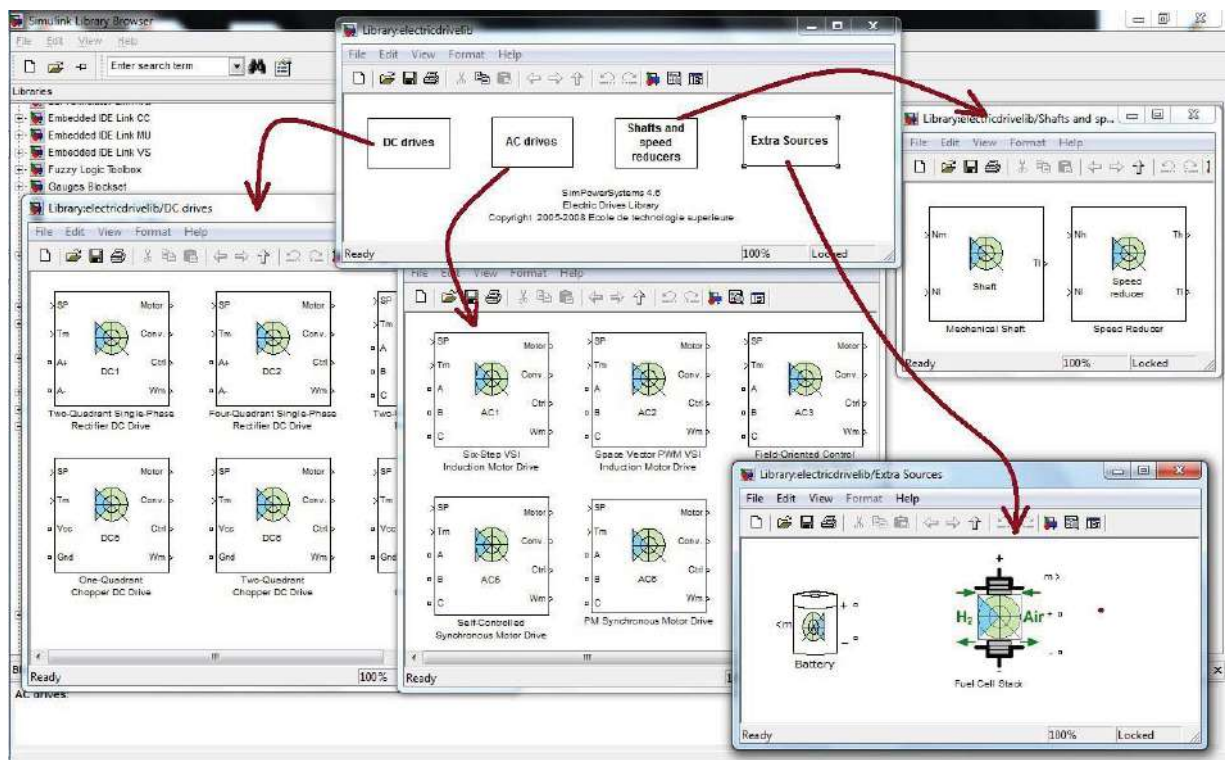 Simulink Library Browser
File Edit View Help
Enter search term
Libraries
Embedded IDE Link CC
Embedded IDE Link MU
Embedded IDE Link VS
Fuzzy Logic Toolbox
Gauges Blockset
Library:electricdrivelib
File Edit View Format Help
DC drives
AC drives
Shafts and
speed
reducers
Extra Sources
SimPowerSystems 4.6
Electric Drives Library
Copyright 2005-2008 Ecole de technologie superieure
Ready 100% Locked
Library:electricdrivelib/Shafts and sp...
File Edit View Format Help
Nm
Nl
Th
Tl
Shaft
Mechanical Shaft
Nh
Nl
Th
Tl
Speed
reducer
Speed Reducer
Ready 100% Locked
Library:electricdrivelib/DC drives
File Edit View Format Help
SP Motor
Tm Conv.
A+ Ctrl
A- Wm
DC1
Two-Quadrant Single-Phase
Rectifier DC Drive
SP Motor
Tm Conv.
A+ Ctrl
A- Wm
DC2
Four-Quadrant Single-Phase
Rectifier DC Drive
SP
Tm
A
B
C
SP Motor
Tm Conv.
Vcc Ctrl
Gnd Wm
DC5
One-Quadrant
Chopper DC Drive
SP Motor
Tm Conv.
Vcc Ctrl
Gnd Wm
DC6
Two-Quadrant
Chopper DC Drive
SP
Tm
Vcc
Gnd
Ready 100%
AC drives:
File Edit View Format Help
SP Motor
Tm Conv.
A Ctrl
B Wm
C
AC1
Six-Step VSI
Induction Motor Drive
SP Motor
Tm Conv.
A Ctrl
B Wm
C
AC2
Space Vector PWM VSI
Induction Motor Drive
SP Motor
Tm Conv.
A Ctrl
B Wm
C
AC3
Field-Oriented Control
SP Motor
Tm Conv.
A Ctrl
B Wm
C
AC5
Self-Controlled
Synchronous Motor Drive
SP Motor
Tm Conv.
A Ctrl
B Wm
C
AC6
PM Synchronous Motor Drive
Ready
Library:electricdrivelib/Extra Sources
File Edit View Format Help
<m
+
_
Battery
+
m >
H2 Air +
-
-
Fuel Cell Stack
Ready 100% Locked